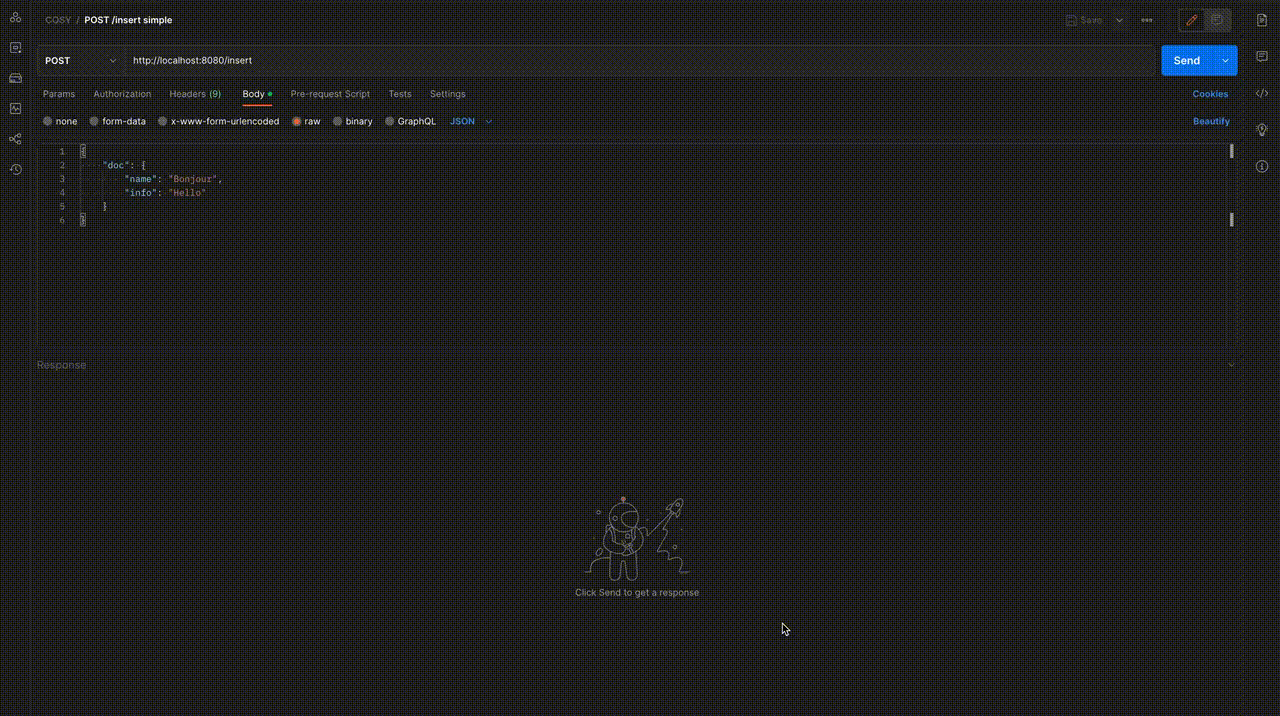 COSY / POST /insert simple
Save
POST http://localhost:8080/insert
Send
Params Authorization Headers (9) Body Pre-request Script Tests Settings Cookies
none form-data x-www-form-urlencoded raw binary GraphQL JSON Beautify
1 {
2 "doc": {
3 "name": "Bonjour",
4 "info": "Hello"
5 }
6 }
Response
Click Send to get a response